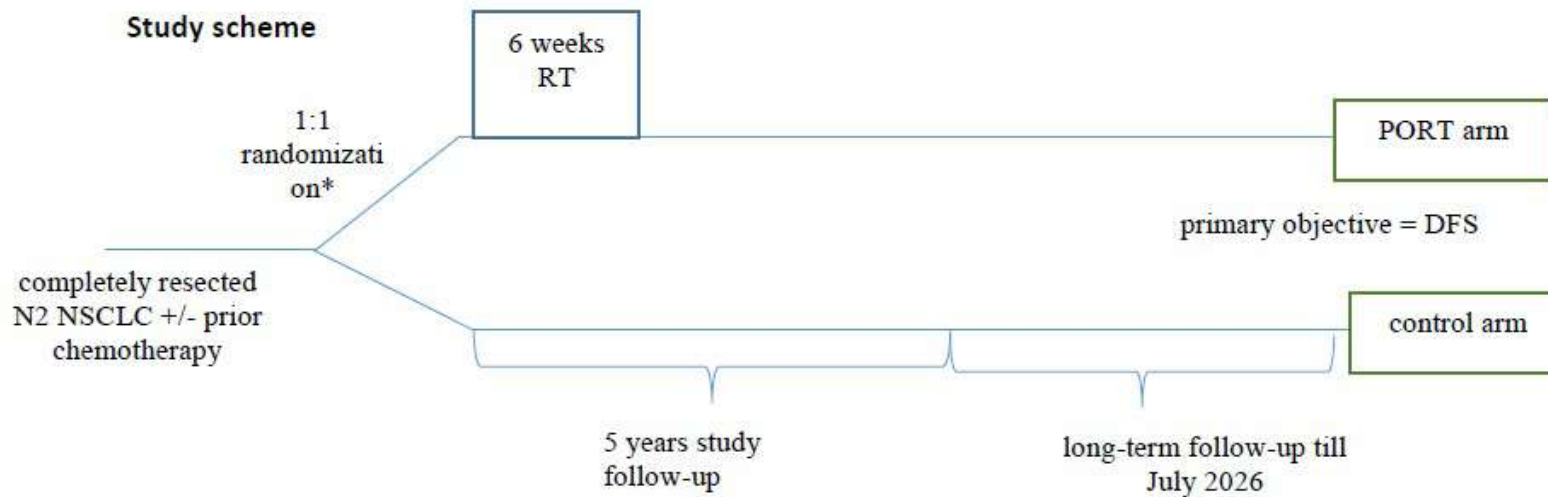 Study scheme
6 weeks
RT
1:1
randomizati
on*
PORT arm
primary objective = DFS
completely resected
N2 NSCLC +/- prior
chemotherapy
control arm
5 years study
follow-up
long-term follow-up till
July 2026